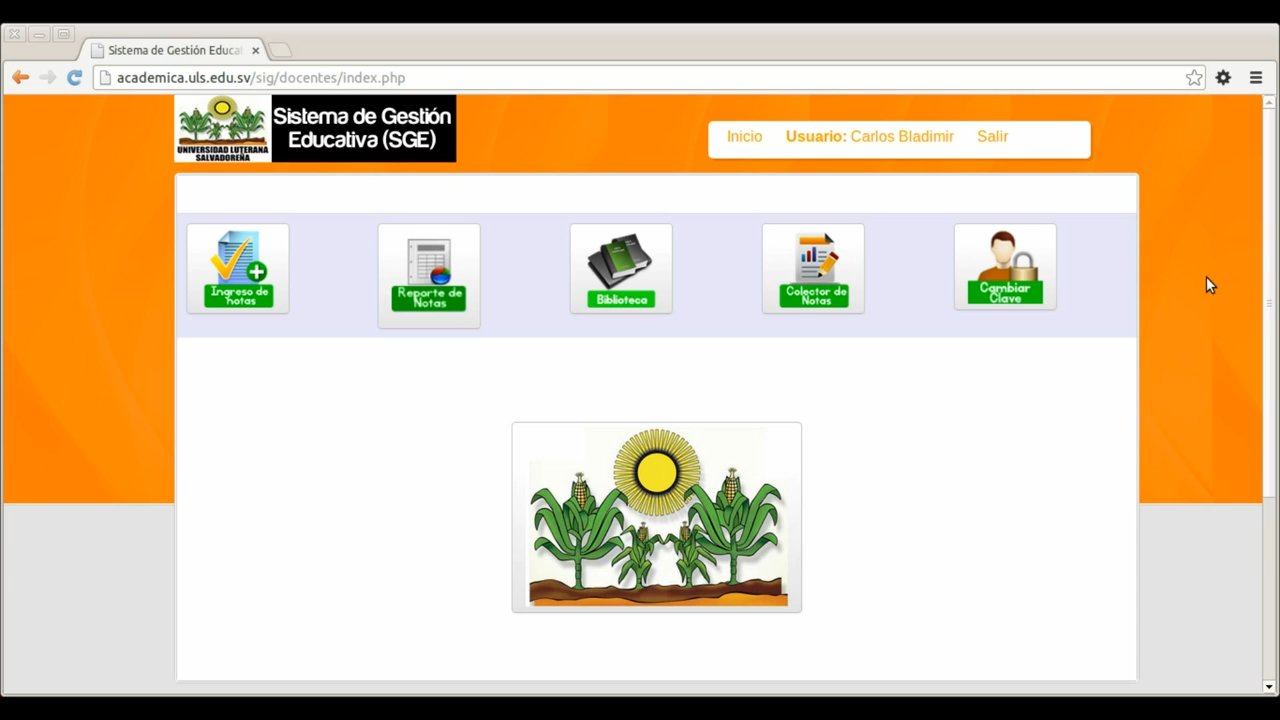 Sistema de Gestión Educa
academica.uls.edu.sv/sig/docentes/index.php
UNIVERSIDAD LUTERANA
SALVADOREÑA
Sistema de Gestión
Educativa (SGE)
Inicio Usuario: Carlos Bladimir Salir
Ingreso de
notas
Reporte de
Notas
Biblioteca
Colector de
Notas
Cambiar
Clave